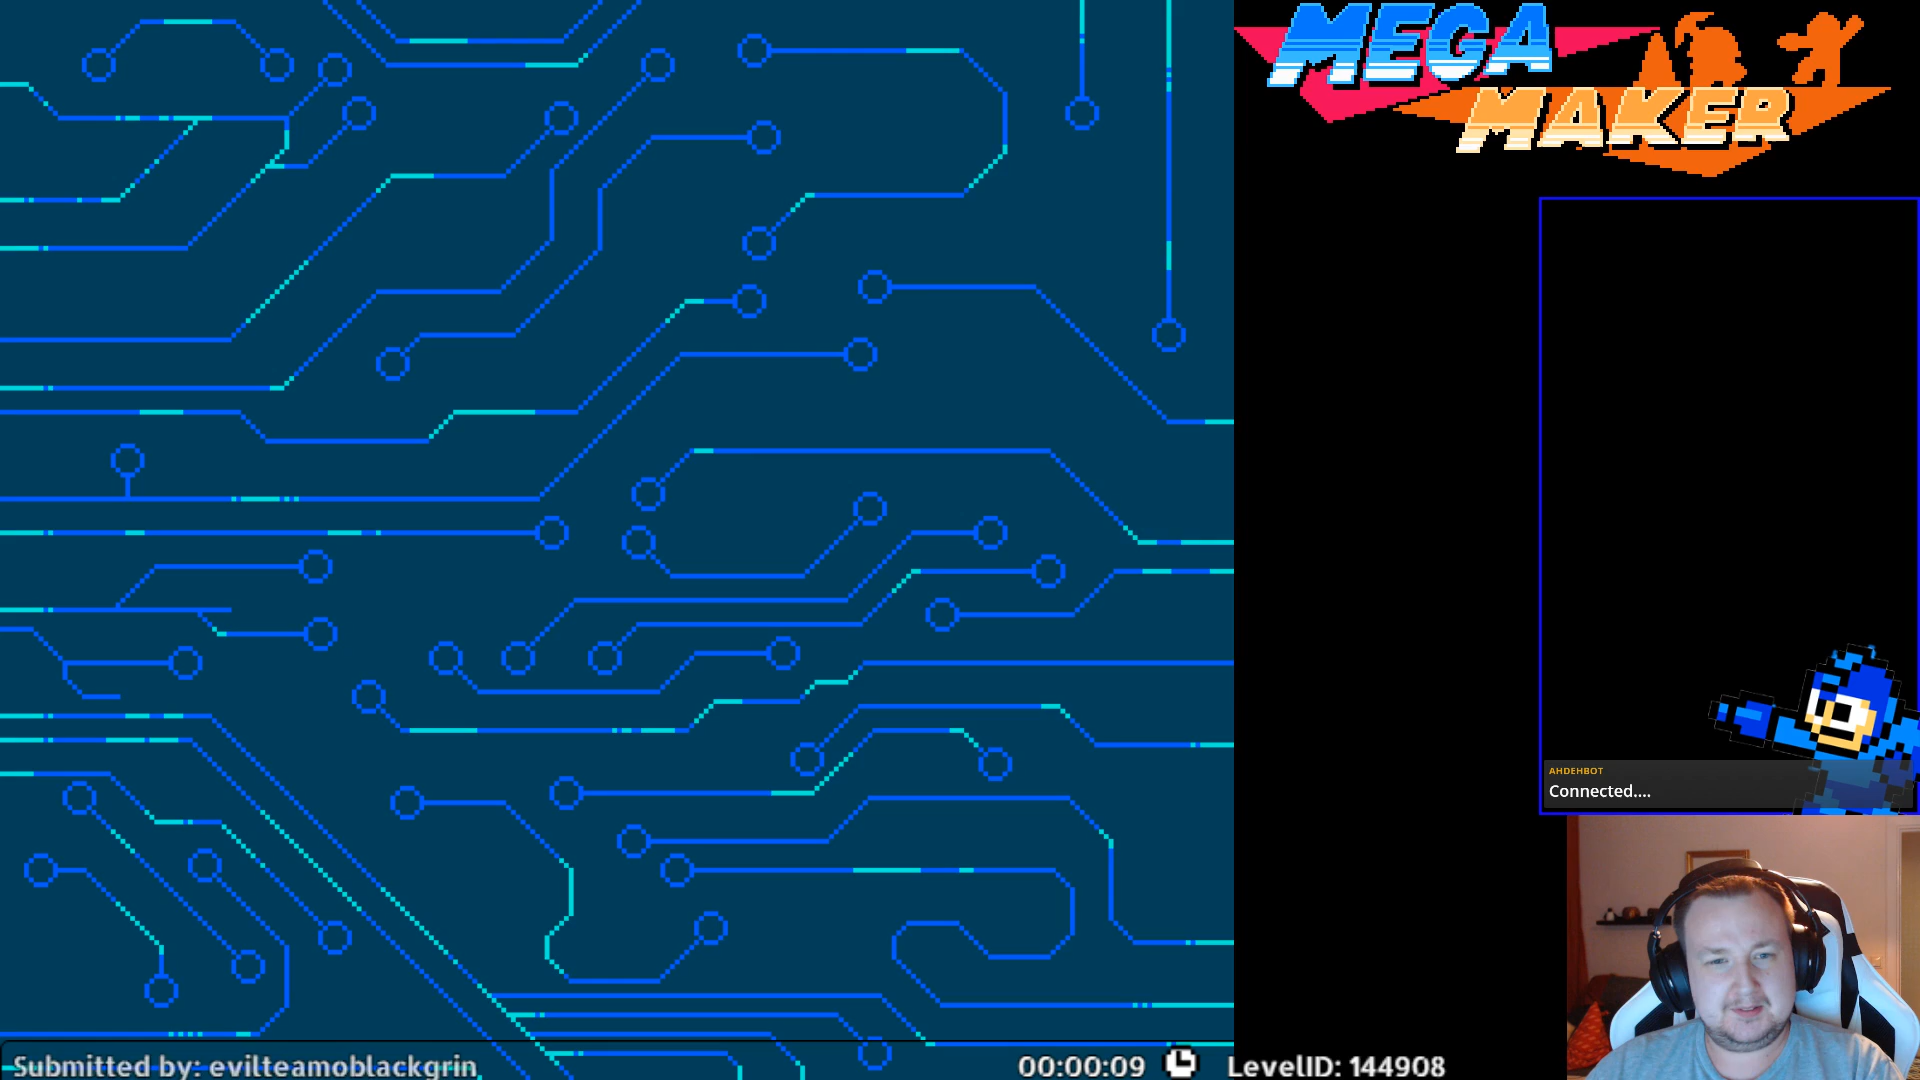 MEGA
MAKER
AHDEHBOT
Connected....
Submitted by: evilteamoblackgrin
00:00:09
LevelID: 144908